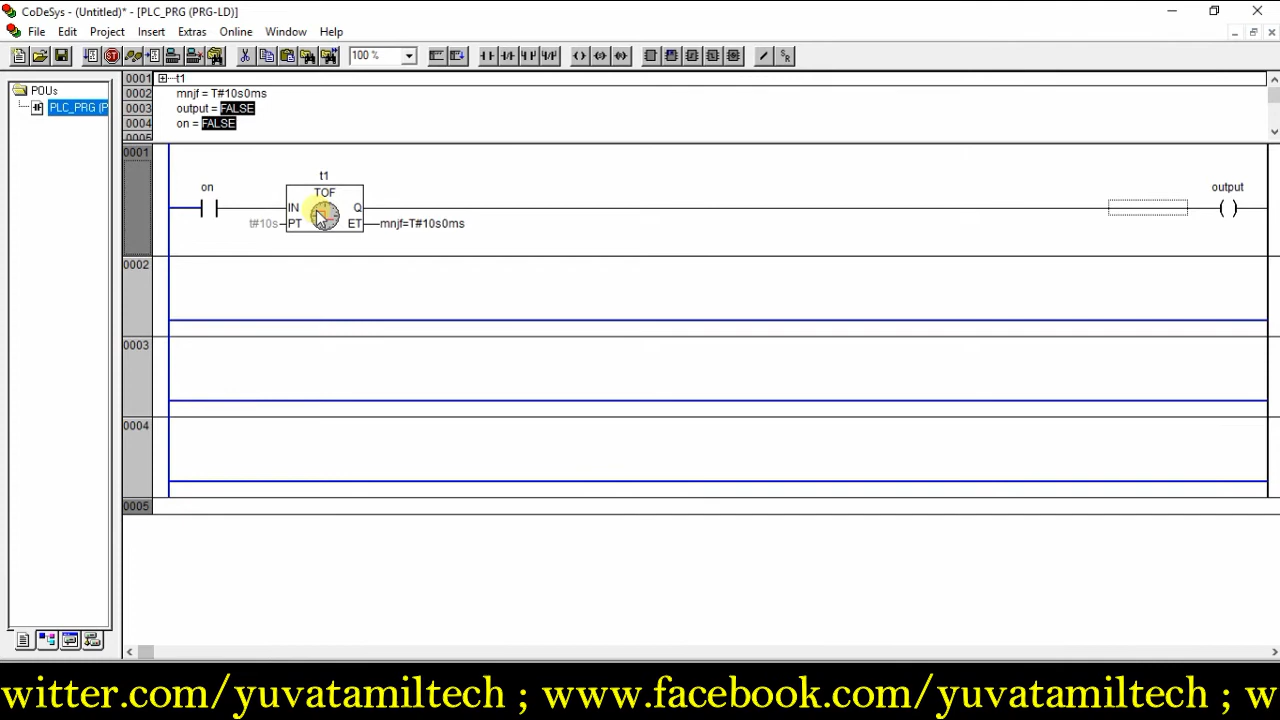 CoDeSys - (Untitled)* - [PLC_PRG (PRG-LD)]
File Edit Project Insert Extras Online Window Help
100 %
POUs
PLC_PRG (P
0001 t1
0002 mnjf = T#10s0ms
0003 output = FALSE
0004 on = FALSE
0005
0001
on
t1
TOF
IN Q
t#10s PT ET mnjf=T#10s0ms
output
( )
0002
0003
0004
0005
witter.com/yuvatamiltech ; www.facebook.com/yuvatamiltech ; w